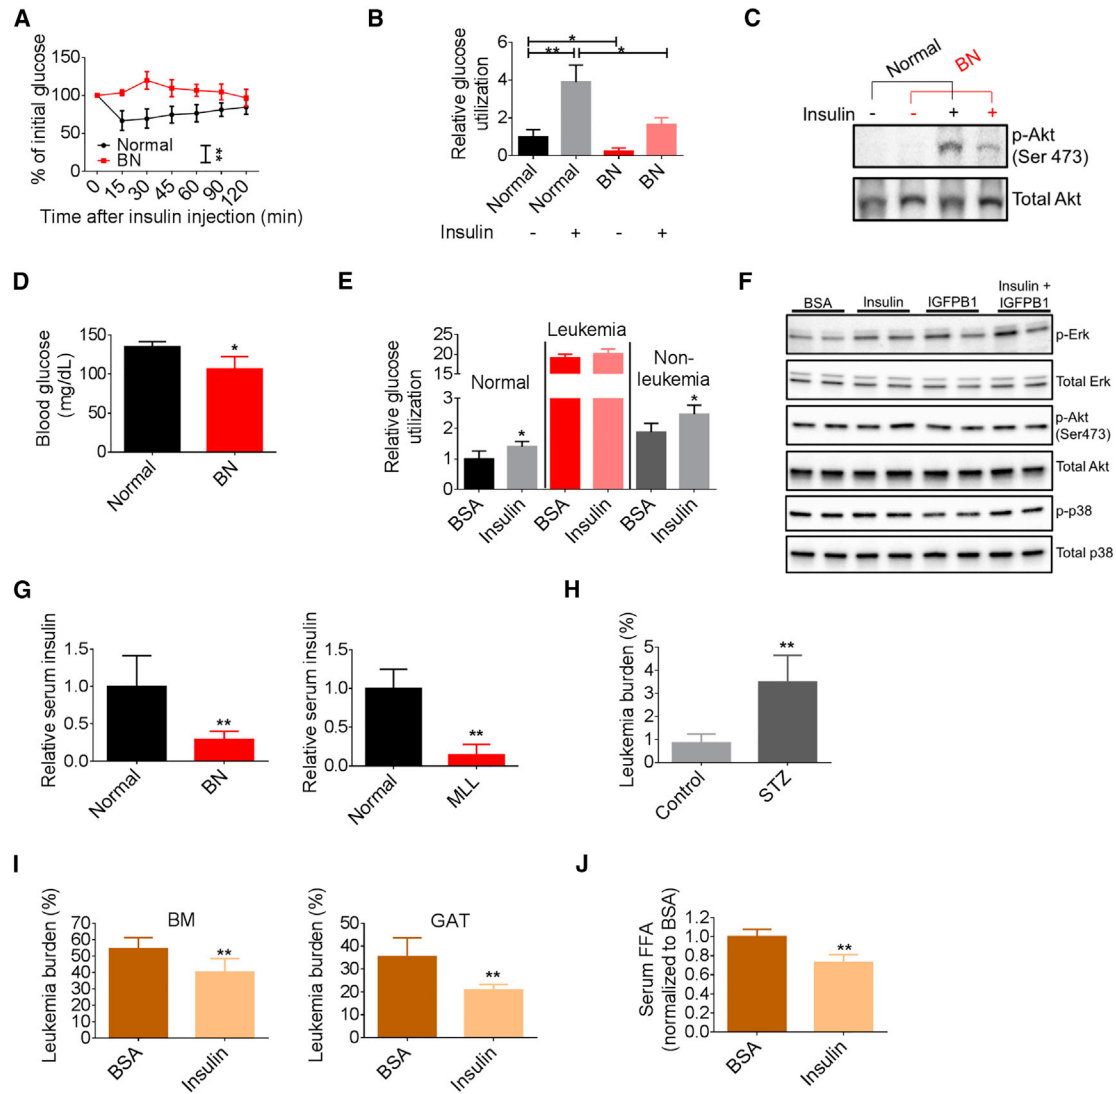 A
% of initial glucose
150
100
50
0
Normal
BN
**
0 15 30 45 60 90 120
Time after insulin injection (min)
B
Relative glucose
utilization
6
4
2
0
*
** *
Normal Normal BN BN
Insulin - + - +
C
Normal BN
Insulin - - + +
p-Akt
(Ser 473)
Total Akt
D
Blood glucose
(mg/dL)
150
100
50
0
*
Normal BN
E
Relative glucose
utilization
25
20
15
3
2
1
0
Normal
Leukemia
Non-
leukemia
* *
BSA Insulin BSA Insulin BSA Insulin
F
BSA Insulin IGFPB1 Insulin +
IGFPB1
p-Erk
Total Erk
p-Akt
(Ser473)
Total Akt
p-p38
Total p38
G
Relative serum insulin
1.5
1.0
0.5
0.0
**
Normal BN
Relative serum insulin
1.5
1.0
0.5
0.0
**
Normal MLL
H
Leukemia burden (%)
5
4
3
2
1
0
**
Control STZ
I
Leukemia burden (%)
BM
70
60
50
40
30
20
10
0
**
BSA Insulin
Leukemia burden (%)
GAT
50
40
30
20
10
0
**
BSA Insulin
J
Serum FFA
(normalized to BSA)
1.2
1.0
0.8
0.6
0.4
0.2
0.0
**
BSA Insulin